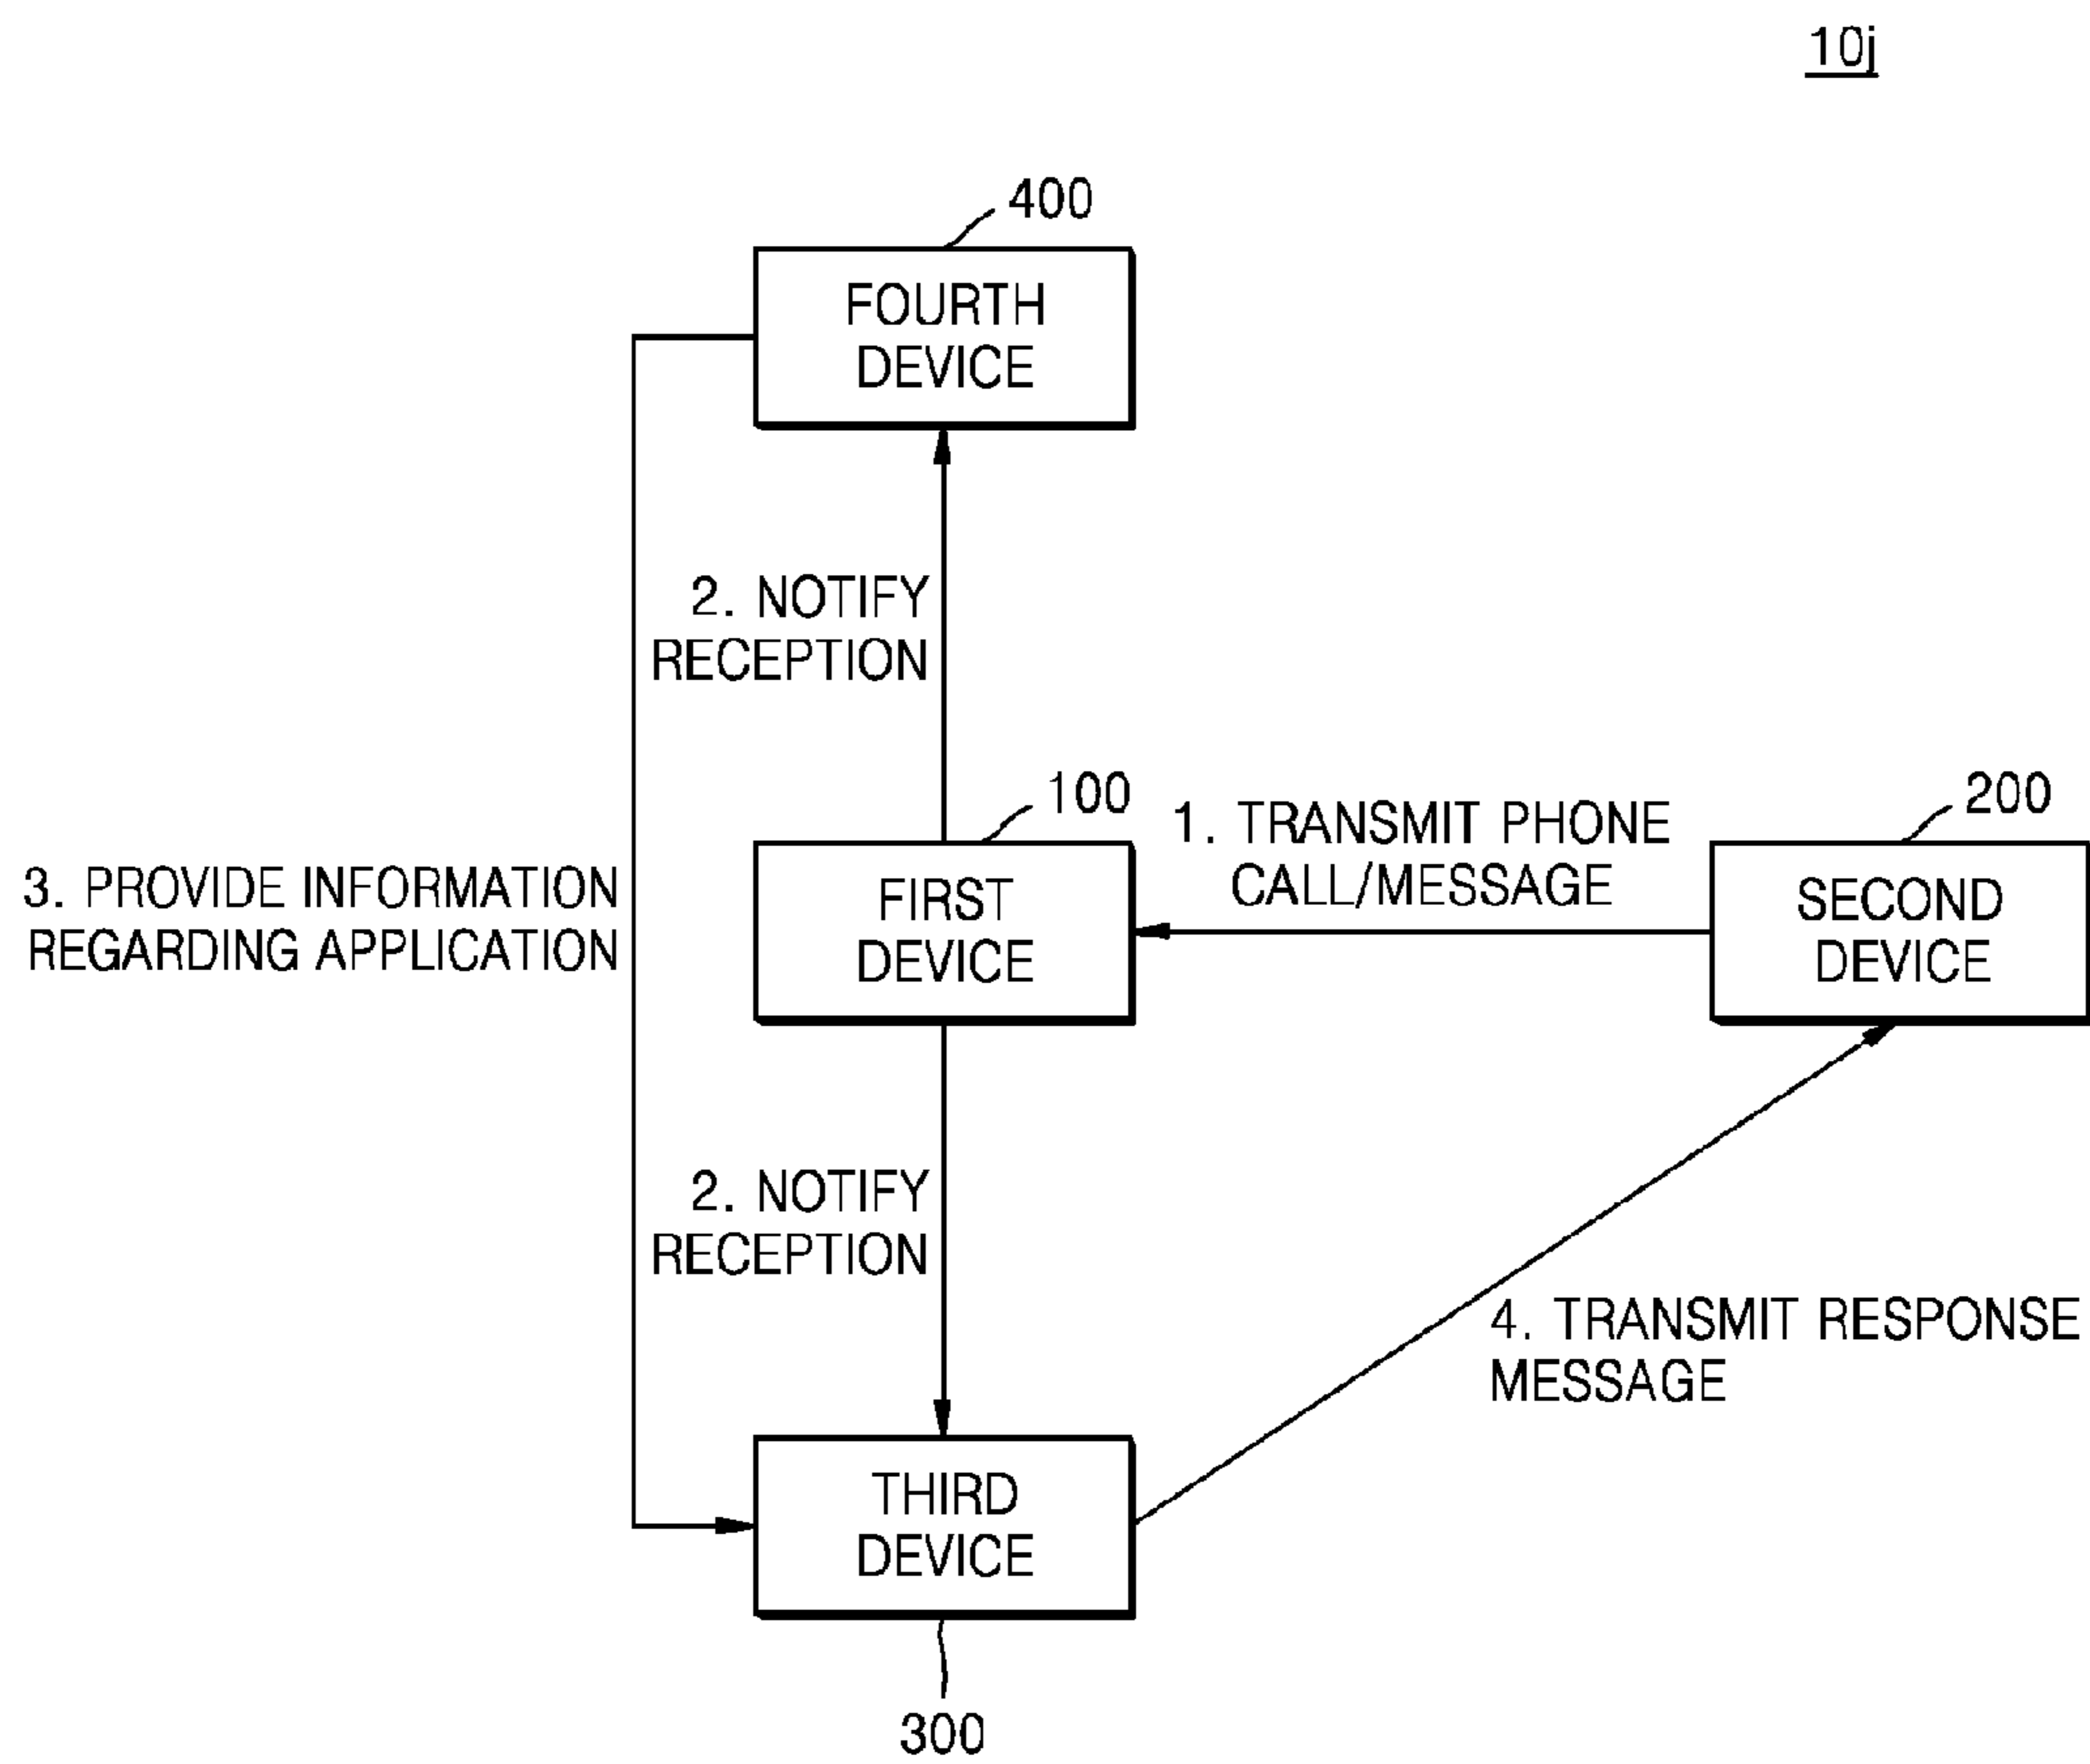 10j
400
FOURTH
DEVICE
2. NOTIFY
RECEPTION
100
1. TRANSMIT PHONE
CALL/MESSAGE
200
3. PROVIDE INFORMATION
REGARDING APPLICATION
FIRST
DEVICE
SECOND
DEVICE
2. NOTIFY
RECEPTION
4. TRANSMIT RESPONSE
MESSAGE
THIRD
DEVICE
300